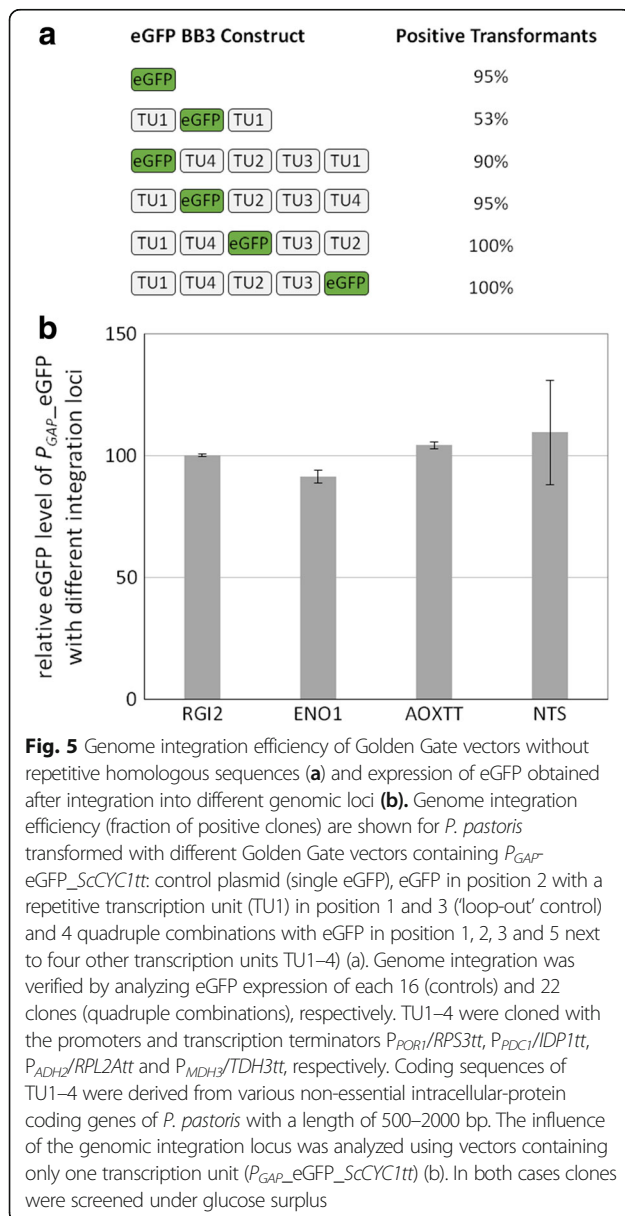 a eGFP BB3 Construct Positive Transformants
eGFP 95%
TU1 eGFP TU1 53%
eGFP TU4 TU2 TU3 TU1 90%
TU1 eGFP TU2 TU3 TU4 95%
TU1 TU4 eGFP TU3 TU2 100%
TU1 TU4 TU2 TU3 eGFP 100%
b
relative eGFP level of P_GAP_eGFP
with different integration loci
150
100
50
0
RGI2 ENO1 AOXTT NTS
Fig. 5 Genome integration efficiency of Golden Gate vectors without
repetitive homologous sequences (a) and expression of eGFP obtained
after integration into different genomic loci (b). Genome integration
efficiency (fraction of positive clones) are shown for P. pastoris
transformed with different Golden Gate vectors containing P_GAP-
eGFP_ScCYC1tt: control plasmid (single eGFP), eGFP in position 2 with a
repetitive transcription unit (TU1) in position 1 and 3 (‘loop-out’ control)
and 4 quadruple combinations with eGFP in position 1, 2, 3 and 5 next
to four other transcription units TU1–4) (a). Genome integration was
verified by analyzing eGFP expression of each 16 (controls) and 22
clones (quadruple combinations), respectively. TU1–4 were cloned with
the promoters and transcription terminators P_POR1/RPS3tt, P_PDC1/IDP1tt,
P_ADH2/RPL2Att and P_MDH3/TDH3tt, respectively. Coding sequences of
TU1–4 were derived from various non-essential intracellular-protein
coding genes of P. pastoris with a length of 500–2000 bp. The influence
of the genomic integration locus was analyzed using vectors containing
only one transcription unit (P_GAP_eGFP_ScCYC1tt) (b). In both cases clones
were screened under glucose surplus